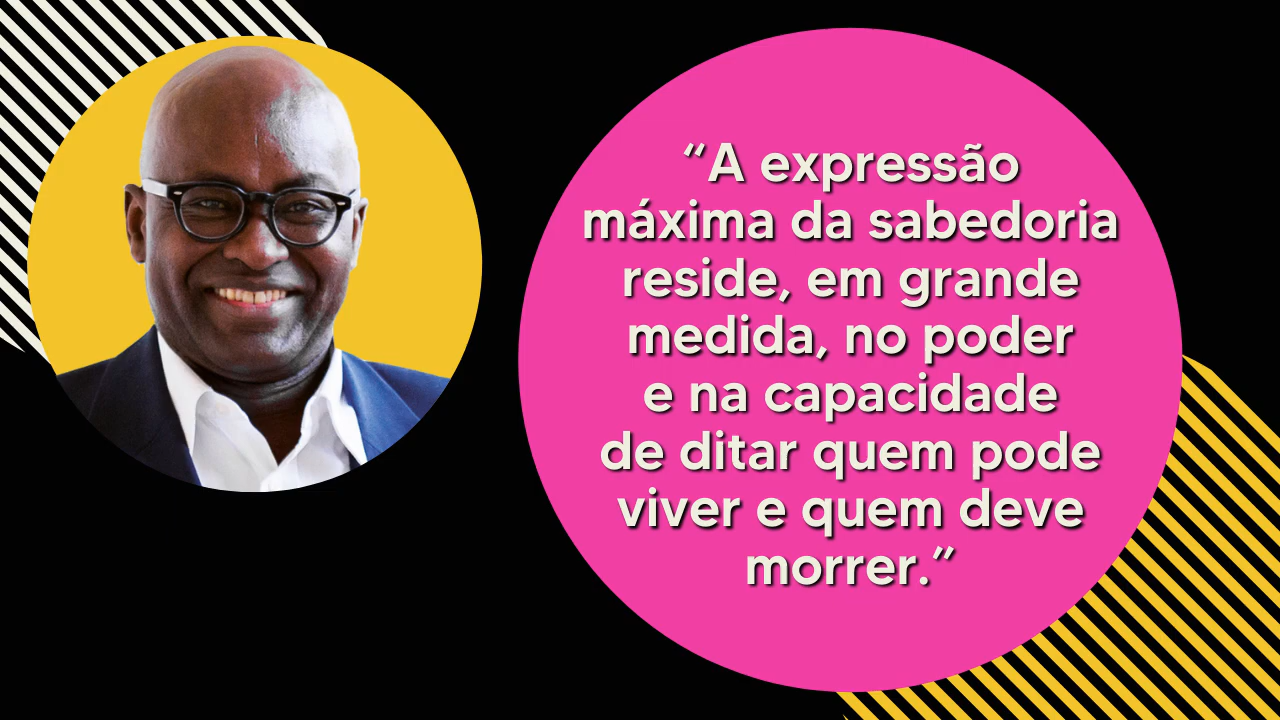 “A expressão
máxima da sabedoria
reside, em grande
medida, no poder
e na capacidade
de ditar quem pode
viver e quem deve
morrer.”